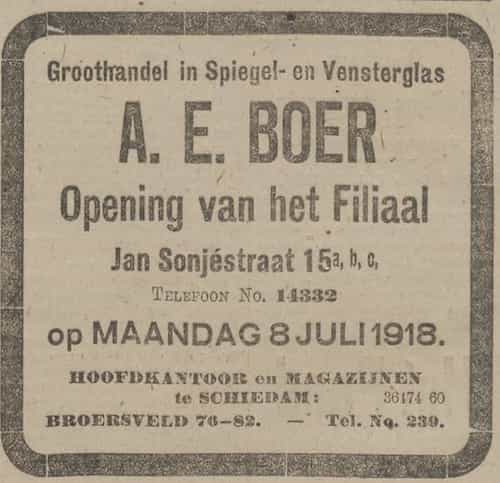 Groothandel in Spiegel- en Vensterglas
A. E. BOER
Opening van het Filiaal
Jan Sonjéstraat 15a, b, c,
TELEFOON No. 14332
op MAANDAG 8 JULI 1918.
HOOFDKANTOOR en MAGAZIJNEN
te SCHIEDAM: 36474 60
BROERSVELD 76-82. — Tel. No. 239.